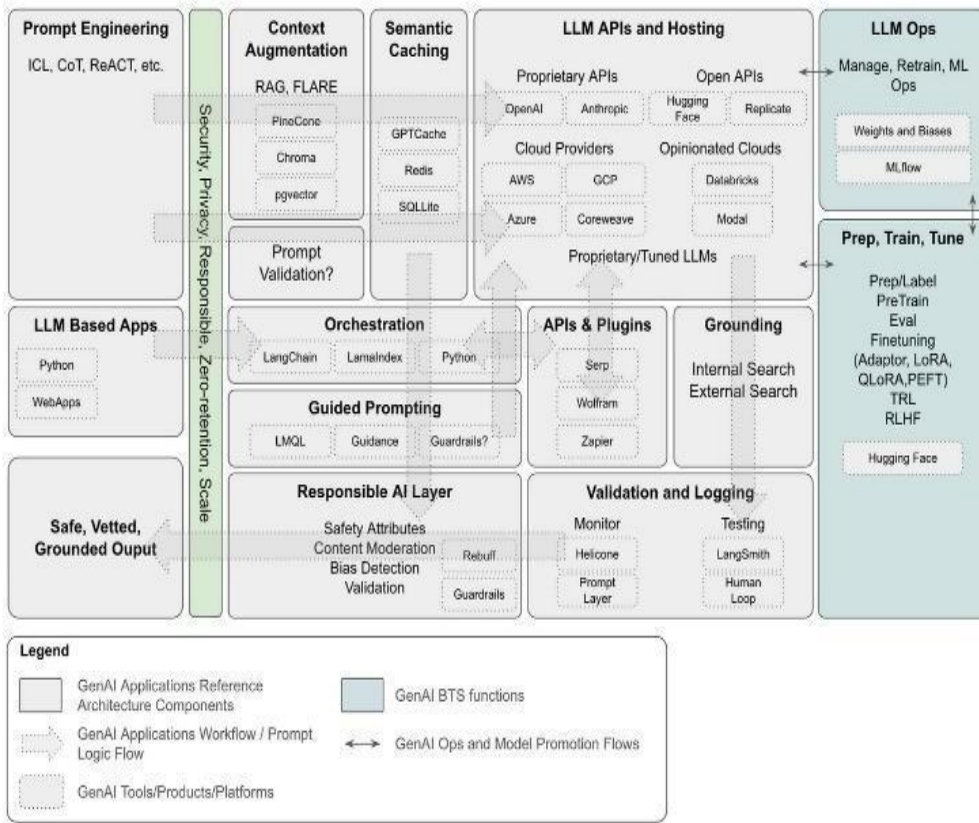 Prompt Engineering
ICL, CoT, ReACT, etc.
Security, Privacy, Responsible, Zero-retention, Scale
Context
Augmentation
RAG, FLARE
PineCone
Chroma
pgvector
Prompt
Validation?
Semantic
Caching
GPTCache
Redis
SQLLite
LLM APIs and Hosting
Proprietary APIs
OpenAI
Anthropic
Open APIs
Hugging
Face
Replicate
Cloud Providers
AWS
GCP
Azure
Coreweave
Opinionated Clouds
Databricks
Modal
Proprietary/Tuned LLMs
LLM Ops
Manage, Retrain, ML
Ops
Weights and Biases
MLflow
Prep, Train, Tune
Prep/Label
PreTrain
Eval
Finetuning
(Adaptor, LoRA,
QLoRA,PEFT)
TRL
RLHF
Hugging Face
LLM Based Apps
Python
WebApps
Orchestration
LangChain
LamaIndex
Python
Guided Prompting
LMQL
Guidance
Guardrails?
APIs & Plugins
Serp
Wolfram
Zapier
Grounding
Internal Search
External Search
Safe, Vetted,
Grounded Ouput
Responsible AI Layer
Safety Attributes
Content Moderation
Bias Detection
Validation
Rebuff
Guardrails
Validation and Logging
Monitor
Helicone
Prompt
Layer
Testing
LangSmith
Human
Loop
Legend
GenAI Applications Reference
Architecture Components
GenAI Applications Workflow / Prompt
Logic Flow
GenAI Tools/Products/Platforms
GenAI BTS functions
GenAI Ops and Model Promotion Flows